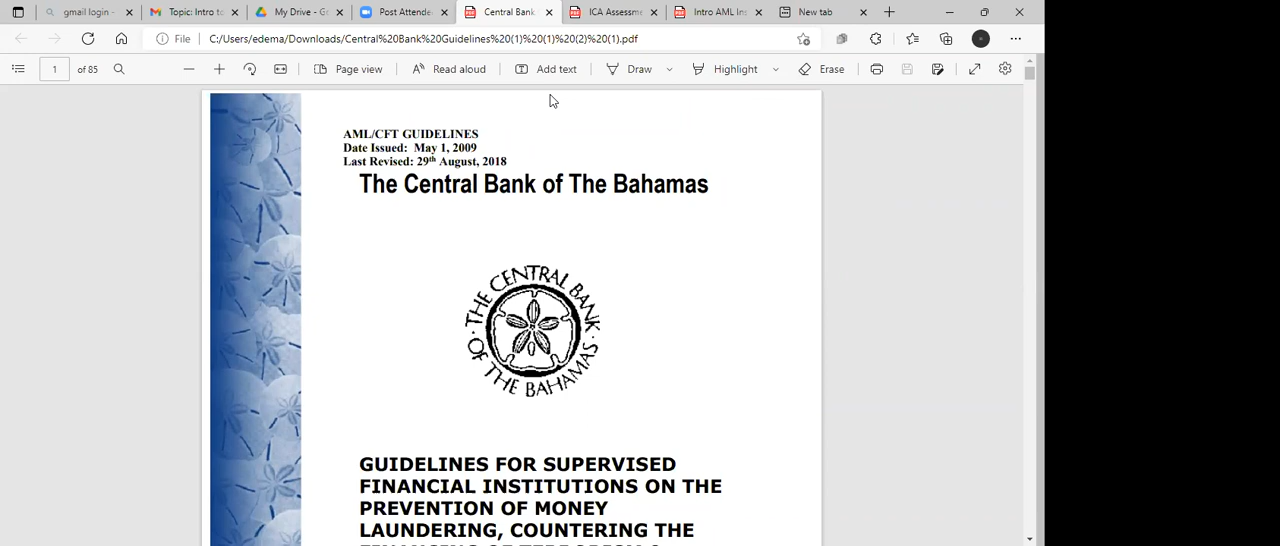 gmail login -
Topic: Intro to
My Drive - Go
Post Attende
Central Bank
ICA Assessm
Intro AML Ins
New tab
File
C:/Users/edema/Downloads/Central%20Bank%20Guidelines%20(1)%20(1)%20(2)%20(1).pdf
1 of 85
Page view
Read aloud
Add text
Draw
Highlight
Erase
AML/CFT GUIDELINES
Date Issued: May 1, 2009
Last Revised: 29th August, 2018
The Central Bank of The Bahamas
THE CENTRAL BANK
OF THE BAHAMAS
GUIDELINES FOR SUPERVISED
FINANCIAL INSTITUTIONS ON THE
PREVENTION OF MONEY
LAUNDERING, COUNTERING THE